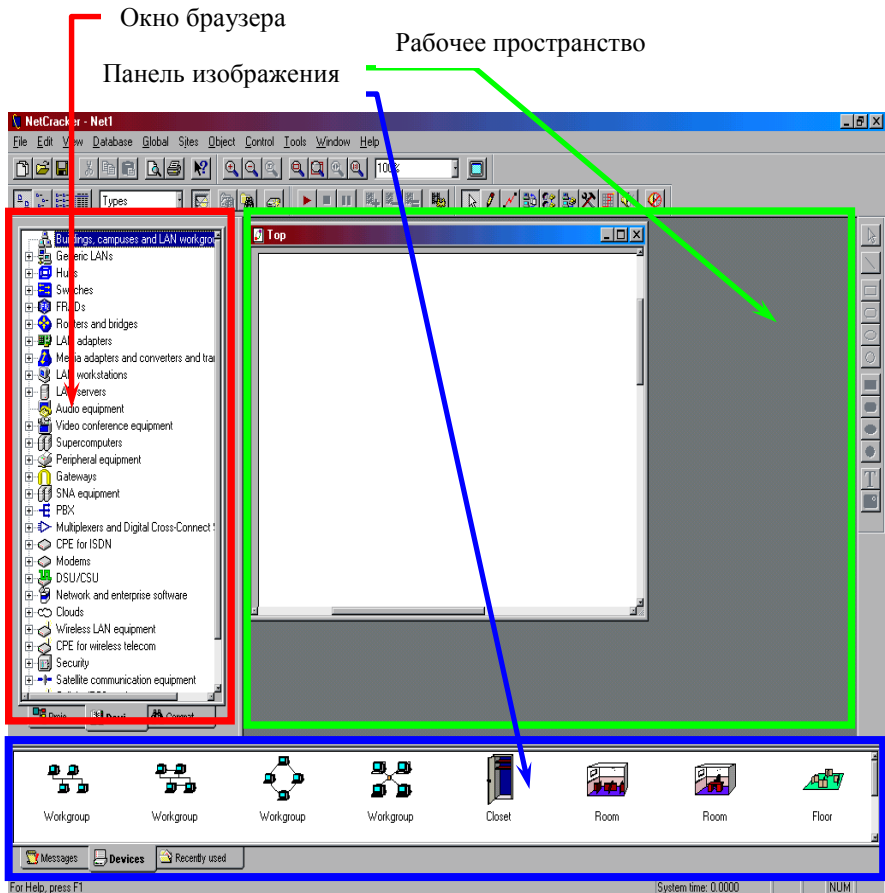 Окно браузера
Рабочее пространство
Панель изображения
NetCracker - Net1
File Edit View Database Global Sites Object Control Tools Window Help
100%
Types
Top
Buildings, campuses and LAN workgrou
Generic LANs
Hubs
Switches
FRADs
Routers and bridges
LAN adapters
Media adapters and converters and tra
LAN workstations
LAN servers
Audio equipment
Video conference equipment
Supercomputers
Peripheral equipment
Gateways
SNA equipment
PBX
Multiplexers and Digital Cross-Connect
CPE for ISDN
Modems
DSU/CSU
Network and enterprise software
Clouds
Wireless LAN equipment
CPE for wireless telecom
Security
Satellite communication equipment
Workgroup Workgroup Workgroup Workgroup Closet Room Room Floor
Messages Devices Recently used
For Help, press F1 System time: 0.0000 NUM